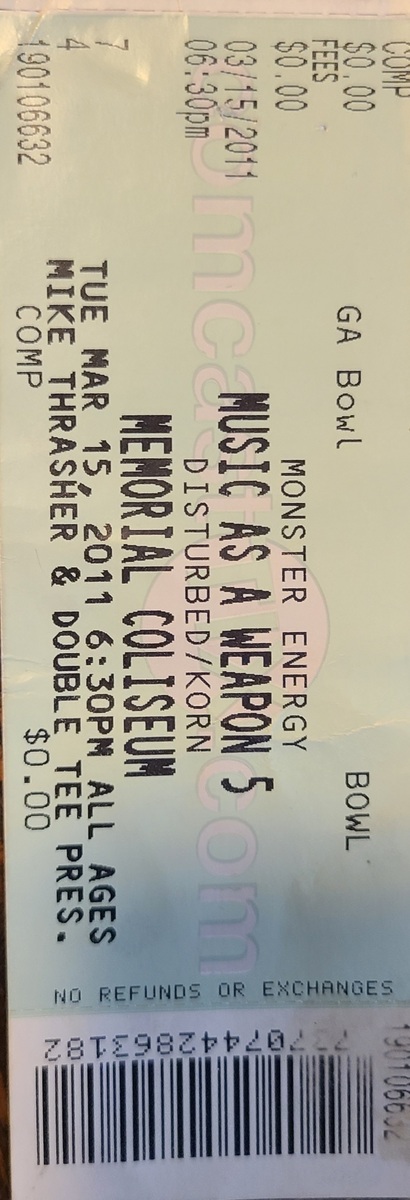 COMP
$0.00
FEES
$0.00
03/15/2011
06:30pm
7
4
190106632
GA Bowl BOWL
MONSTER ENERGY
MUSIC AS A WEAPON 5
DISTURBED/KORN
MEMORIAL COLISEUM
TUE MAR 15, 2011 6:30PM ALL AGES
MIKE THRASHER & DOUBLE TEE PRES.
COMP $0.00
comcasTIXcom
NO REFUNDS OR EXCHANGES
190106632
7442863182